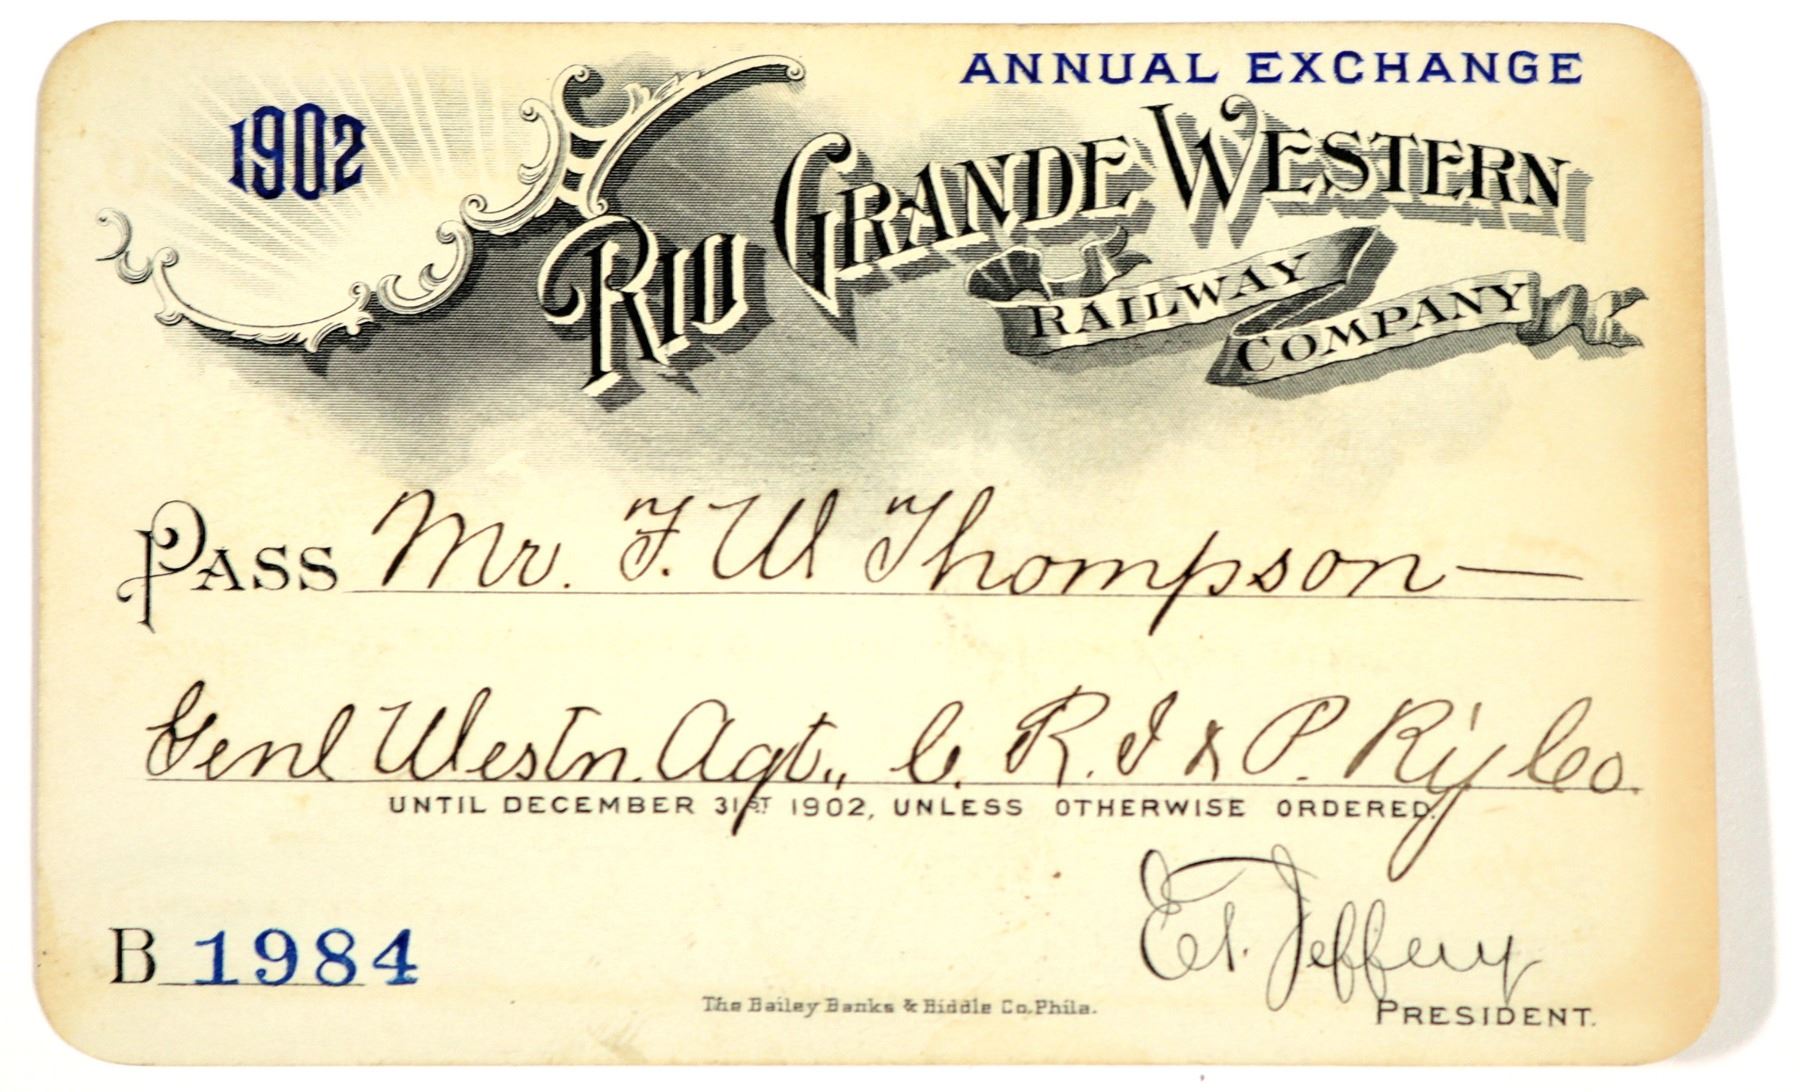 ANNUAL EXCHANGE
1902
RIO GRANDE WESTERN
RAILWAY
COMPANY
PASS Mr. F. W Thompson—
Genl Westn. Agt., C. R. I & P. R'y Co.
UNTIL DECEMBER 31ST 1902, UNLESS OTHERWISE ORDERED.
E.T. Jeffery
B 1984
The Bailey Banks & Biddle Co. Phila.
PRESIDENT.